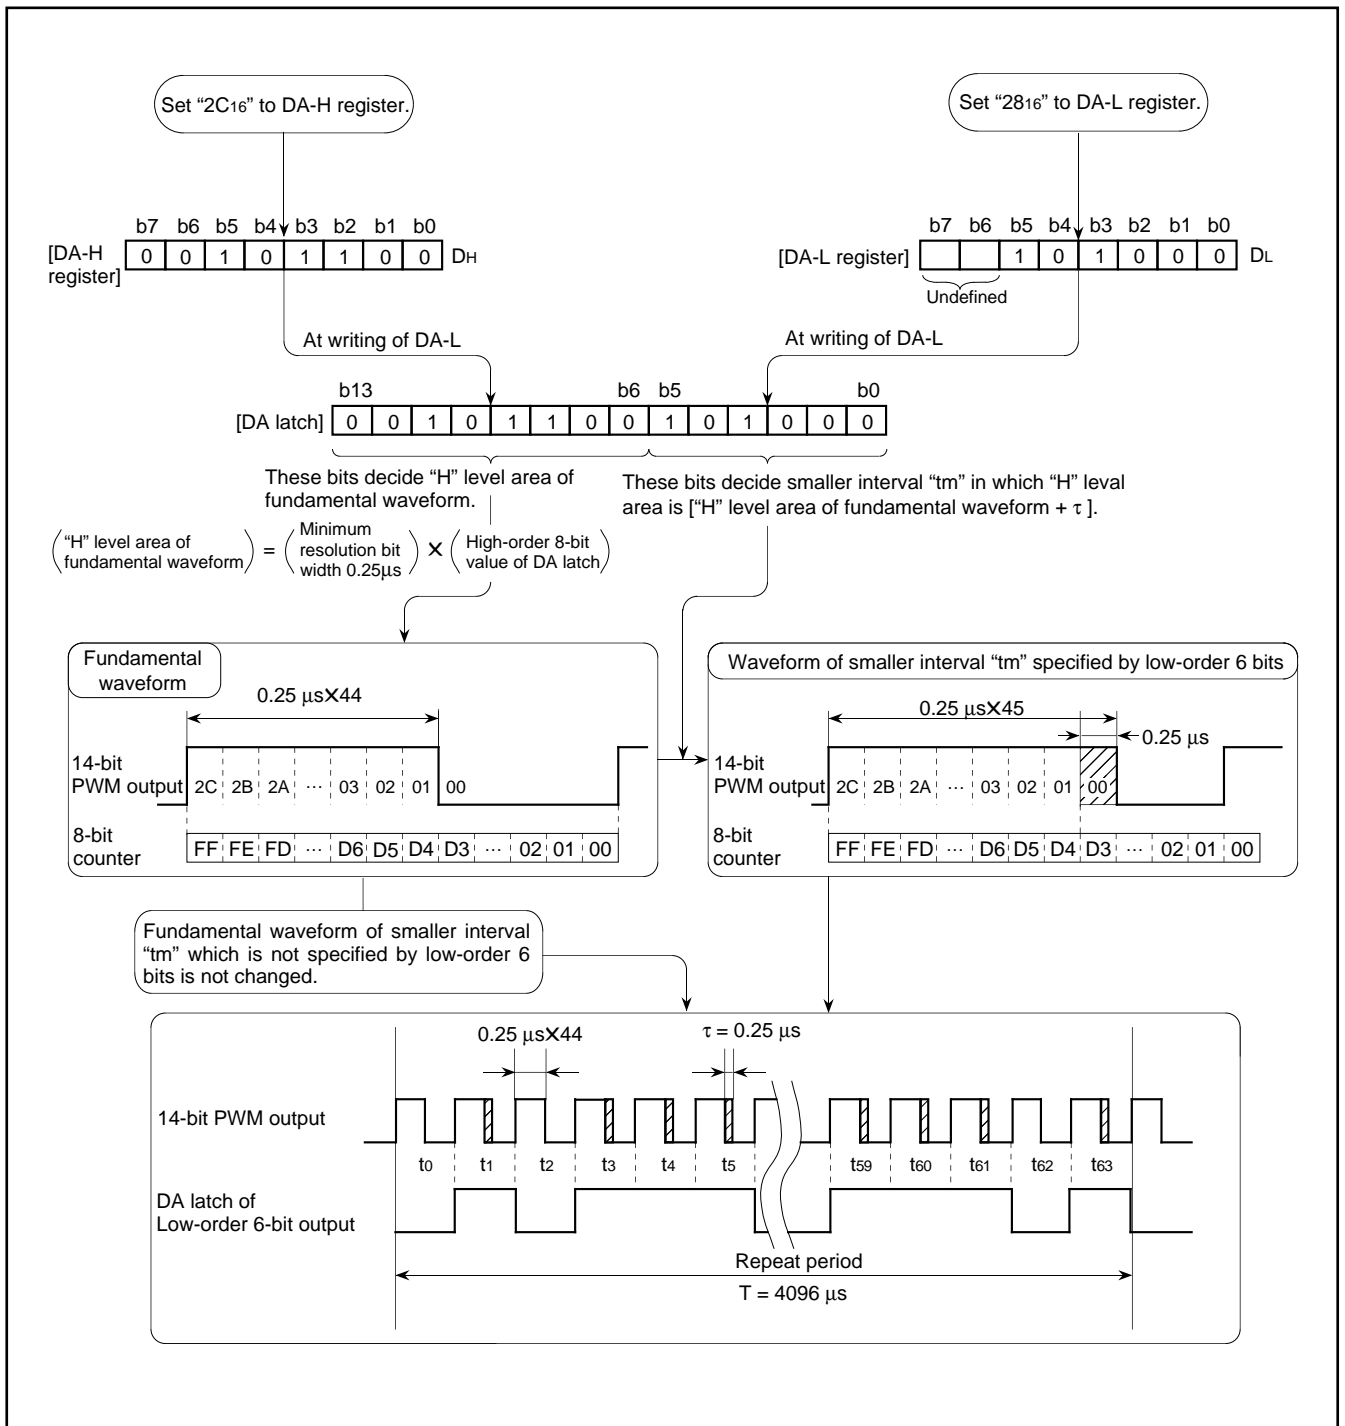 Set “2C16” to DA-H register.
Set “2816” to DA-L register.
b7 b6 b5 b4 b3 b2 b1 b0
[DA-H register] 0 0 1 0 1 1 0 0 DH
b7 b6 b5 b4 b3 b2 b1 b0
[DA-L register] 1 0 1 0 0 0 DL
Undefined
At writing of DA-L
At writing of DA-L
b13 b6 b5 b0
[DA latch] 0 0 1 0 1 1 0 0 1 0 1 0 0 0
These bits decide “H” level area of
fundamental waveform.
These bits decide smaller interval “tm” in which “H” leval
area is [“H” level area of fundamental waveform + τ ].
“H” level area of
fundamental waveform
=
Minimum
resolution bit
width 0.25μs
×
High-order 8-bit
value of DA latch
Fundamental
waveform
0.25 μs×44
14-bit
PWM output
2C 2B 2A ··· 03 02 01 00
8-bit
counter
FF FE FD ··· D6 D5 D4 D3 ··· 02 01 00
Waveform of smaller interval “tm” specified by low-order 6 bits
0.25 μs×45
0.25 μs
14-bit
PWM output
2C 2B 2A ··· 03 02 01 00
8-bit
counter
FF FE FD ··· D6 D5 D4 D3 ··· 02 01 00
Fundamental waveform of smaller interval
“tm” which is not specified by low-order 6
bits is not changed.
0.25 μs×44
τ = 0.25 μs
14-bit PWM output
t0 t1 t2 t3 t4 t5 t59 t60 t61 t62 t63
DA latch of
Low-order 6-bit output
Repeat period
T = 4096 μs